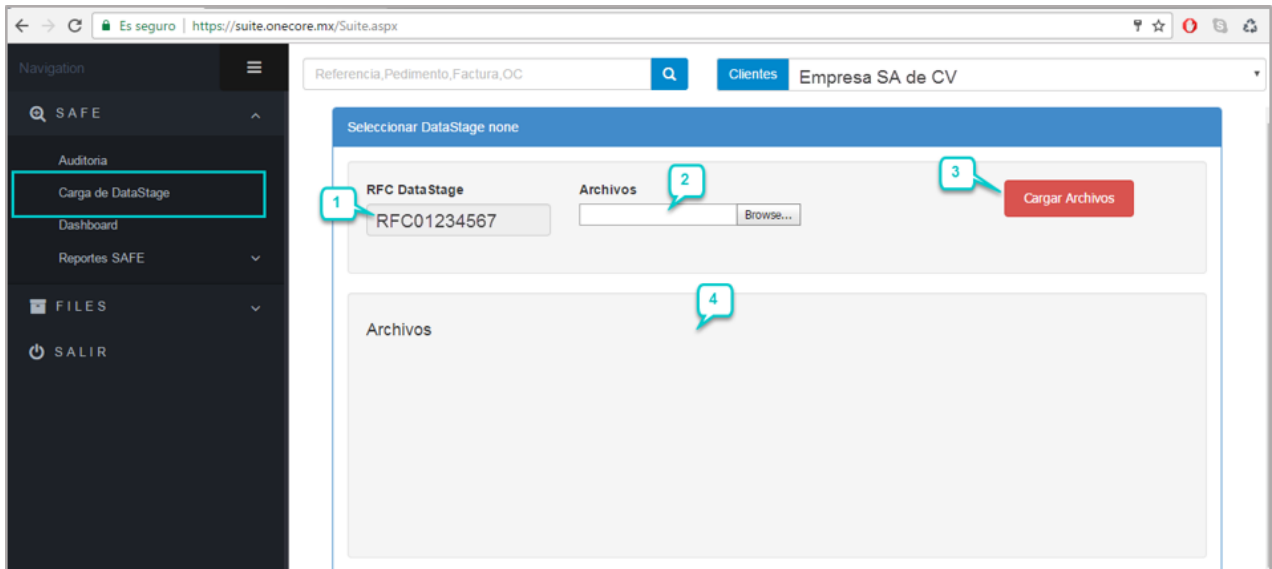 Es seguro | https://suite.onecore.mx/Suite.aspx
Navigation
Referencia,Pedimento,Factura,OC
Clientes
Empresa SA de CV
SAFE
Auditoria
Carga de DataStage
Dashboard
Reportes SAFE
FILES
SALIR
Seleccionar DataStage none
RFC DataStage
1
RFC01234567
Archivos
2
Browse...
3
Cargar Archivos
4
Archivos